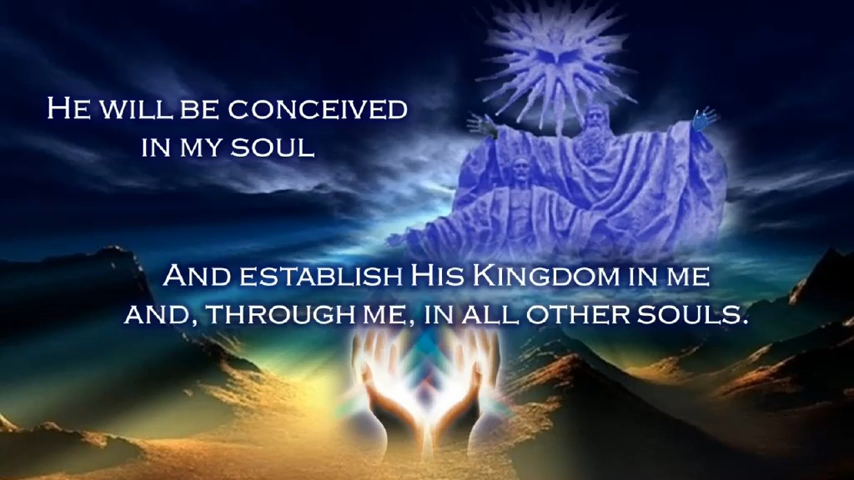 He will be conceived
in my soul
And establish His Kingdom in me
and, through me, in all other souls.